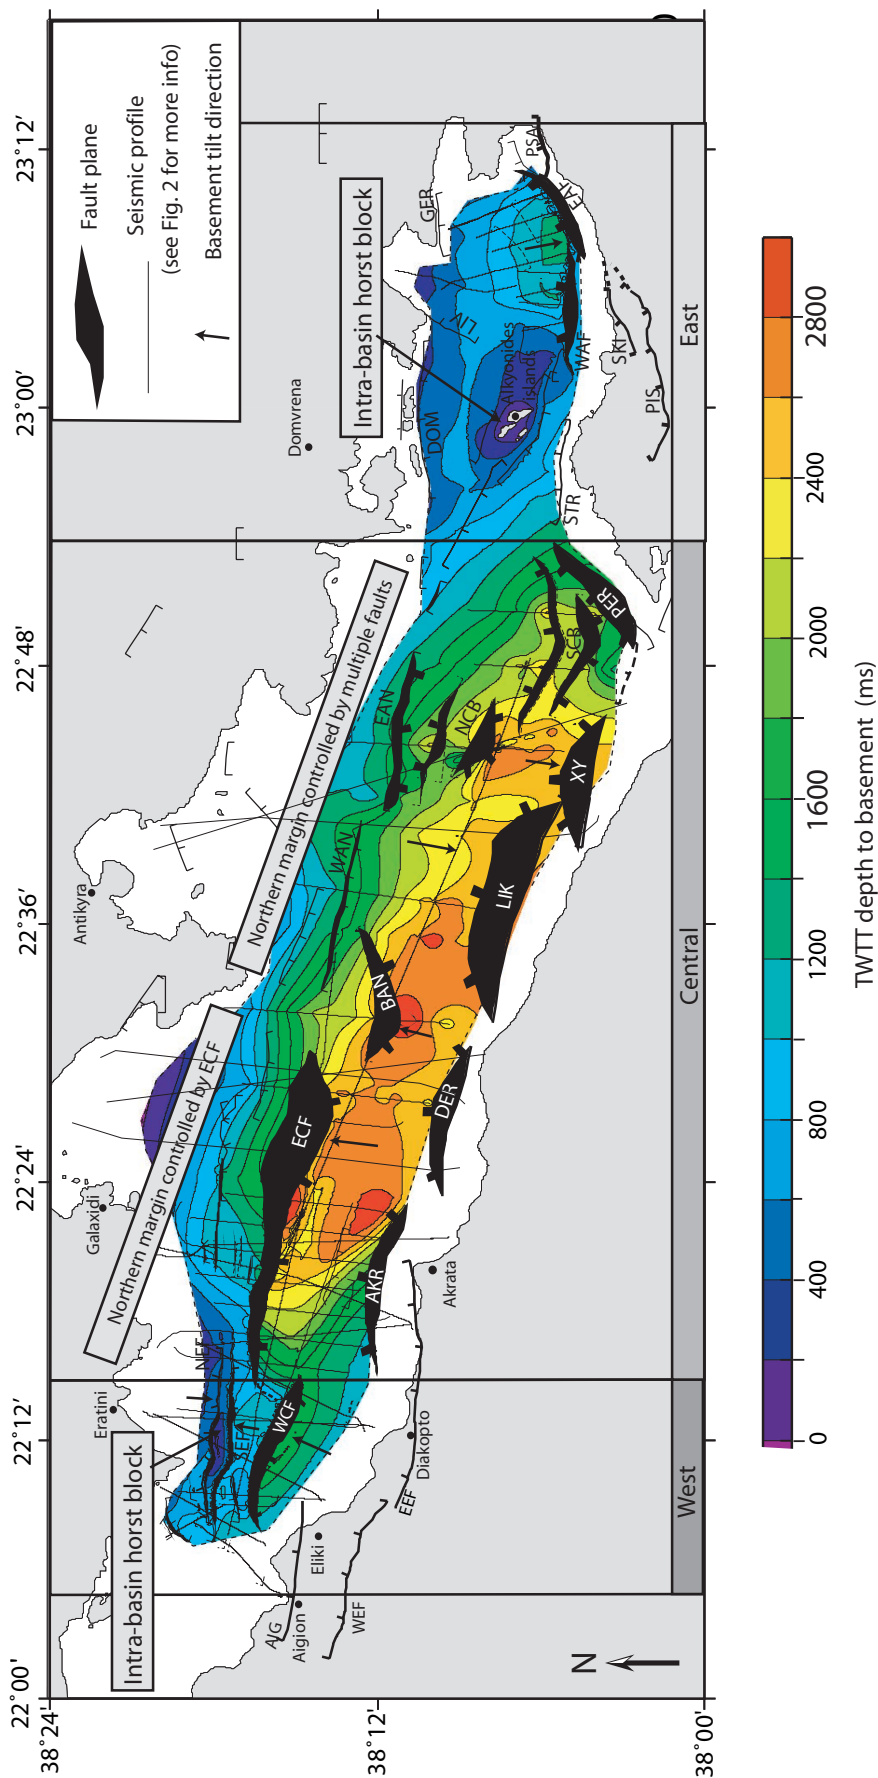 Fault plane
Seismic profile
(see Fig. 2 for more info)
Basement tilt direction
Intra-basin horst block
Northern margin controlled by ECF
Northern margin controlled by multiple faults
Intra-basin horst block
Eratini
Galaxidi
Antikyra
Domvrena
NEF
SEF
WCF
ECF
AKR
DER
BAN
WAN
LIK
EAN
NCB
XY
SCB
PER
DOM
LIV
GER
Alkyonides
islands
STR
WAF
EAF
PSA
SKI
PIS
AIG
Aigion
Eliki
WEF
EEF
Diakopto
Akrata
N
West
Central
East
38˚24'
38˚12'
38˚00'
22˚00'
22˚12'
22˚24'
22˚36'
22˚48'
23˚00'
23˚12'
0
400
800
1200
1600
2000
2400
2800
TWTT depth to basement (ms)